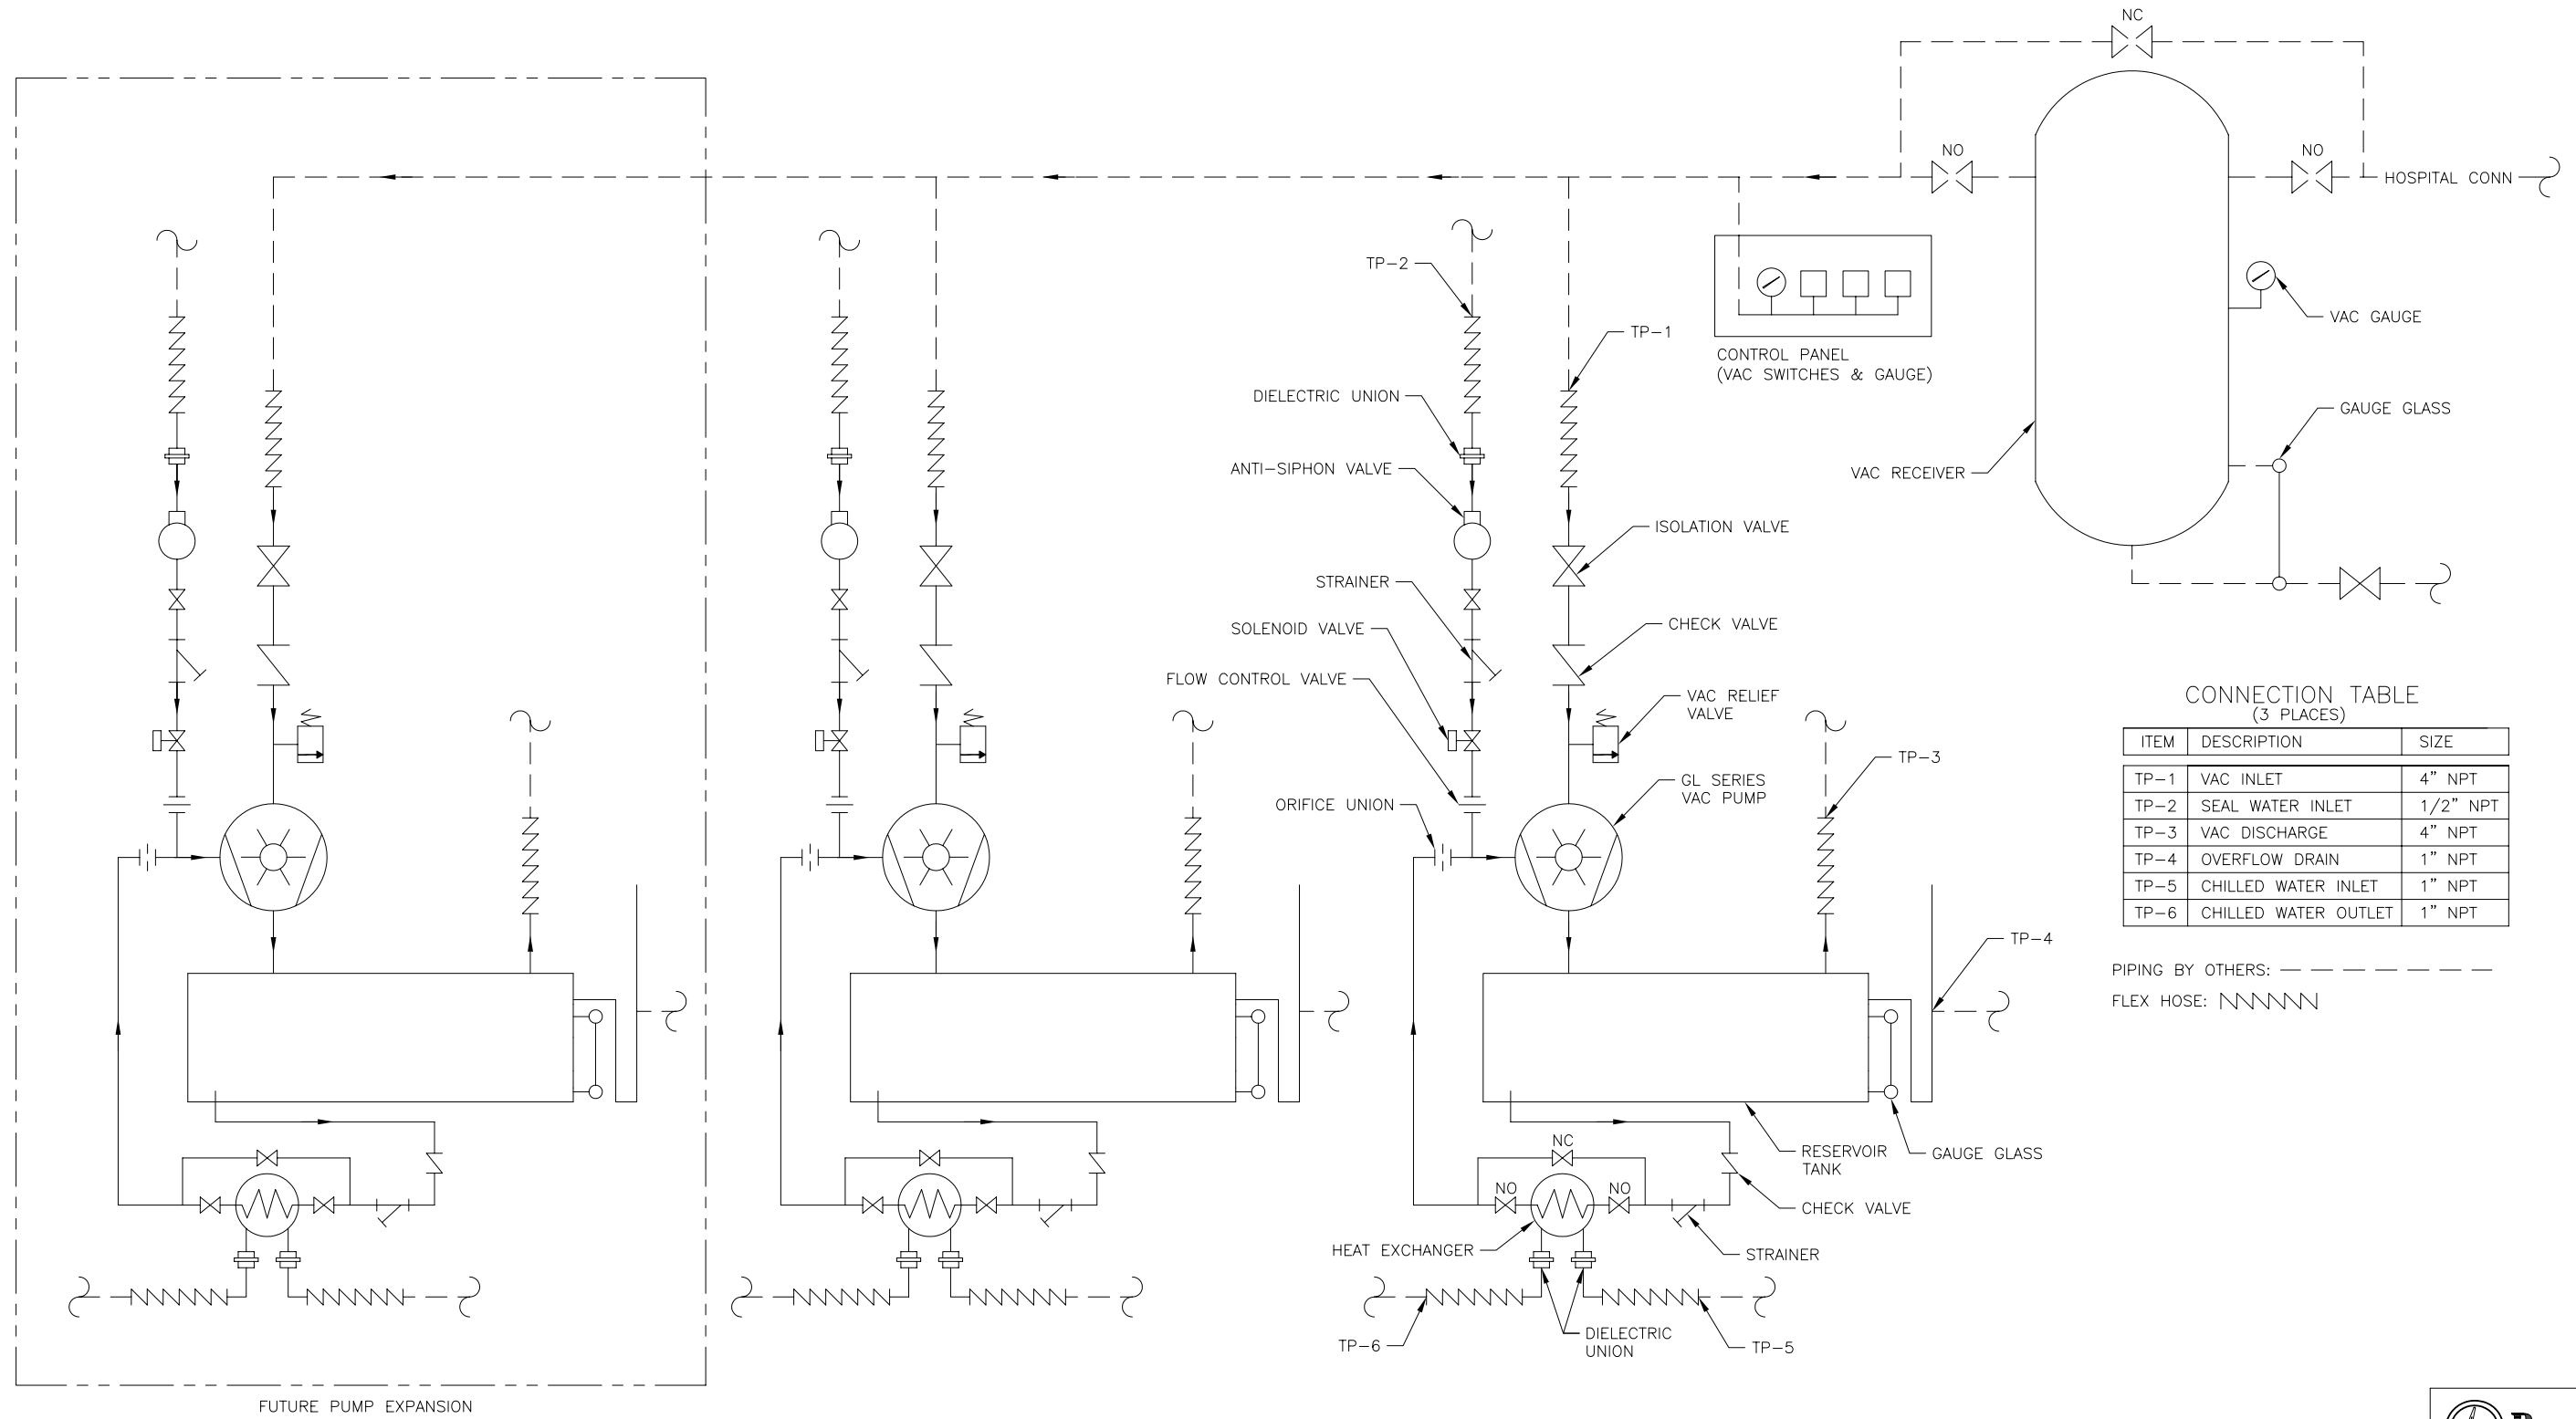 NC
NO
NO
HOSPITAL CONN
TP-2
TP-1
CONTROL PANEL
(VAC SWITCHES & GAUGE)
VAC GAUGE
DIELECTRIC UNION
GAUGE GLASS
ANTI-SIPHON VALVE
VAC RECEIVER
ISOLATION VALVE
STRAINER
SOLENOID VALVE
CHECK VALVE
FLOW CONTROL VALVE
VAC RELIEF
VALVE
CONNECTION TABLE
(3 PLACES)
ITEM DESCRIPTION SIZE
TP-1 VAC INLET 4" NPT
TP-2 SEAL WATER INLET 1/2" NPT
TP-3 VAC DISCHARGE 4" NPT
TP-4 OVERFLOW DRAIN 1" NPT
TP-5 CHILLED WATER INLET 1" NPT
TP-6 CHILLED WATER OUTLET 1" NPT
TP-3
GL SERIES
VAC PUMP
ORIFICE UNION
TP-4
PIPING BY OTHERS:
FLEX HOSE:
NC
RESERVOIR
TANK
GAUGE GLASS
NO
NO
CHECK VALVE
HEAT EXCHANGER
STRAINER
DIELECTRIC
UNION
TP-6
TP-5
FUTURE PUMP EXPANSION